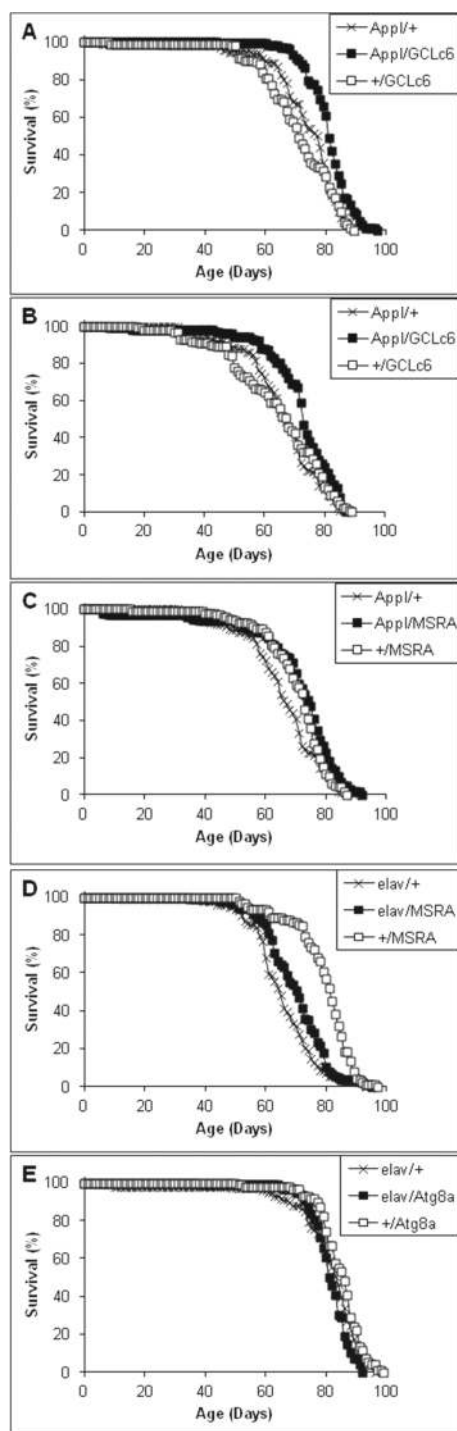 A
Appl/+
Appl/GCLc6
+/GCLc6
Survival (%)
100
80
60
40
20
0
0 20 40 60 80 100
Age (Days)
B
Appl/+
Appl/GCLc6
+/GCLc6
Survival (%)
100
80
60
40
20
0
0 20 40 60 80 100
Age (Days)
C
Appl/+
Appl/MSRA
+/MSRA
Survival (%)
100
80
60
40
20
0
0 20 40 60 80 100
Age (Days)
D
elav/+
elav/MSRA
+/MSRA
Survival (%)
100
80
60
40
20
0
0 20 40 60 80 100
Age (Days)
E
elav/+
elav/Atg8a
+/Atg8a
Survival (%)
100
80
60
40
20
0
0 20 40 60 80 100
Age (Days)